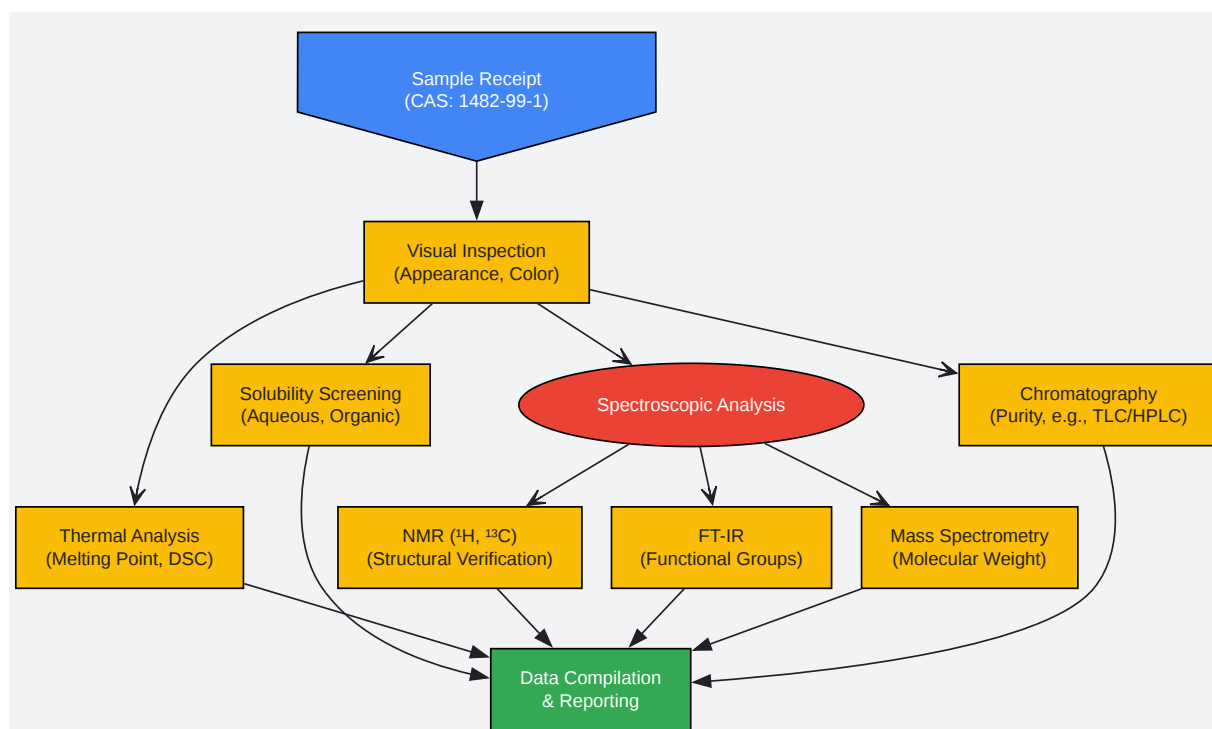 Sample Receipt
(CAS: 1482-99-1)
Visual Inspection
(Appearance, Color)
Solubility Screening
(Aqueous, Organic)
Spectroscopic Analysis
Chromatography
(Purity, e.g., TLC/HPLC)
Thermal Analysis
(Melting Point, DSC)
NMR (¹H, ¹³C)
(Structural Verification)
FT-IR
(Functional Groups)
Mass Spectrometry
(Molecular Weight)
Data Compilation
& Reporting